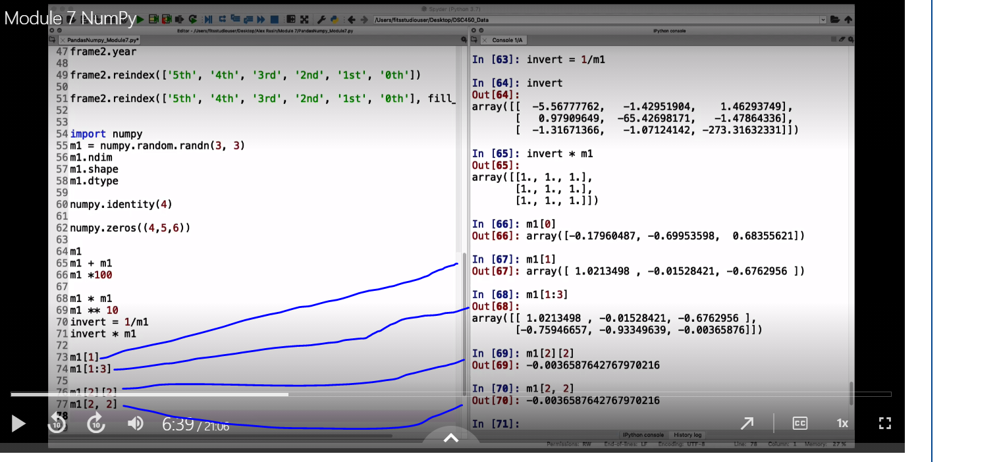 Module 7 NumPy
Spyder (Python 3.7)
/Users/fitsstudiouser/Desktop/DSC450_Data
Editor - /Users/fitsstudiouser/Desktop/Alex Rasin/Module 7/PandasNumpy_Module7.py
PandasNumpy_Module7.py*
47 frame2.year
48
49 frame2.reindex(['5th', '4th', '3rd', '2nd', '1st', '0th'])
50
51 frame2.reindex(['5th', '4th', '3rd', '2nd', '1st', '0th'], fill_
52
53
54 import numpy
55 m1 = numpy.random.randn(3, 3)
56 m1.ndim
57 m1.shape
58 m1.dtype
59
60 numpy.identity(4)
61
62 numpy.zeros((4,5,6))
63
64 m1
65 m1 + m1
66 m1 *100
67
68 m1 * m1
69 m1 ** 10
70 invert = 1/m1
71 invert * m1
72
73 m1[1]
74 m1[1:3]
75
76 m1[2][2]
77 m1[2, 2]
78
IPython console
Console 1/A
In [63]: invert = 1/m1
In [64]: invert
Out[64]:
array([[ -5.56777762, -1.42951904, 1.46293749],
[ 0.97909649, -65.42698171, -1.47864336],
[ -1.31671366, -1.07124142, -273.31632331]])
In [65]: invert * m1
Out[65]:
array([[1., 1., 1.],
[1., 1., 1.],
[1., 1., 1.]])
In [66]: m1[0]
Out[66]: array([-0.17960487, -0.69953598, 0.68355621])
In [67]: m1[1]
Out[67]: array([ 1.0213498 , -0.01528421, -0.6762956 ])
In [68]: m1[1:3]
Out[68]:
array([[ 1.0213498 , -0.01528421, -0.6762956 ],
[-0.75946657, -0.93349639, -0.00365876]])
In [69]: m1[2][2]
Out[69]: -0.0036587642767970216
In [70]: m1[2, 2]
Out[70]: -0.0036587642767970216
In [71]:
IPython console History log
Permissions: RW End-of-lines: LF Encoding: UTF-8 Line: 78 Column: 1 Memory: 27 %
10
10
6:39 / 21:06
CC
1x